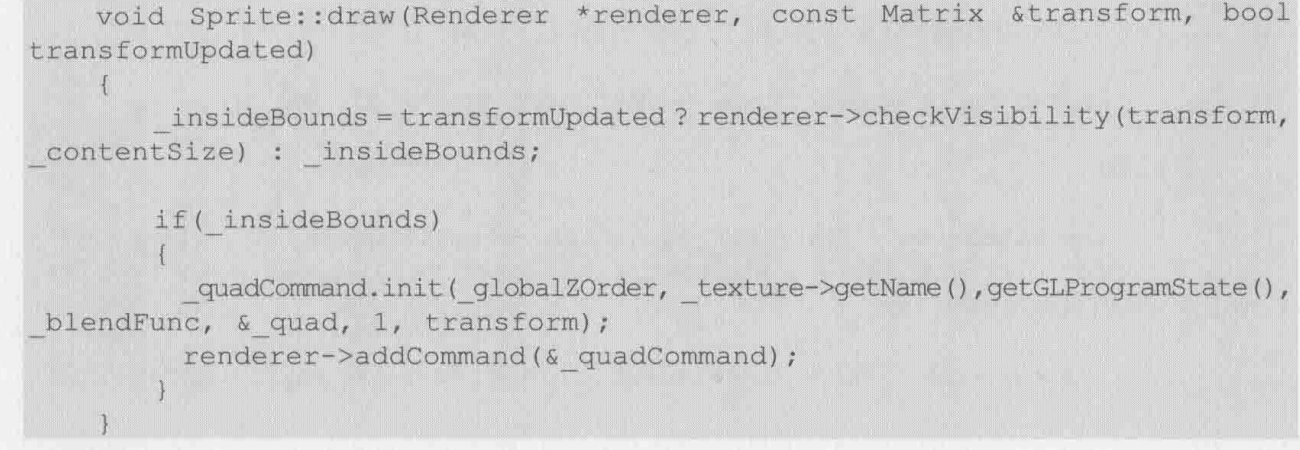 void Sprite::draw(Renderer *renderer, const Matrix &transform, bool
transformUpdated)
{
_insideBounds = transformUpdated ? renderer->checkVisibility(transform,
_contentSize) : _insideBounds;
if(_insideBounds)
{
_quadCommand.init(_globalZOrder, _texture->getName(),getGLProgramState(),
_blendFunc, &_quad, 1, transform);
renderer->addCommand(&_quadCommand);
}
}